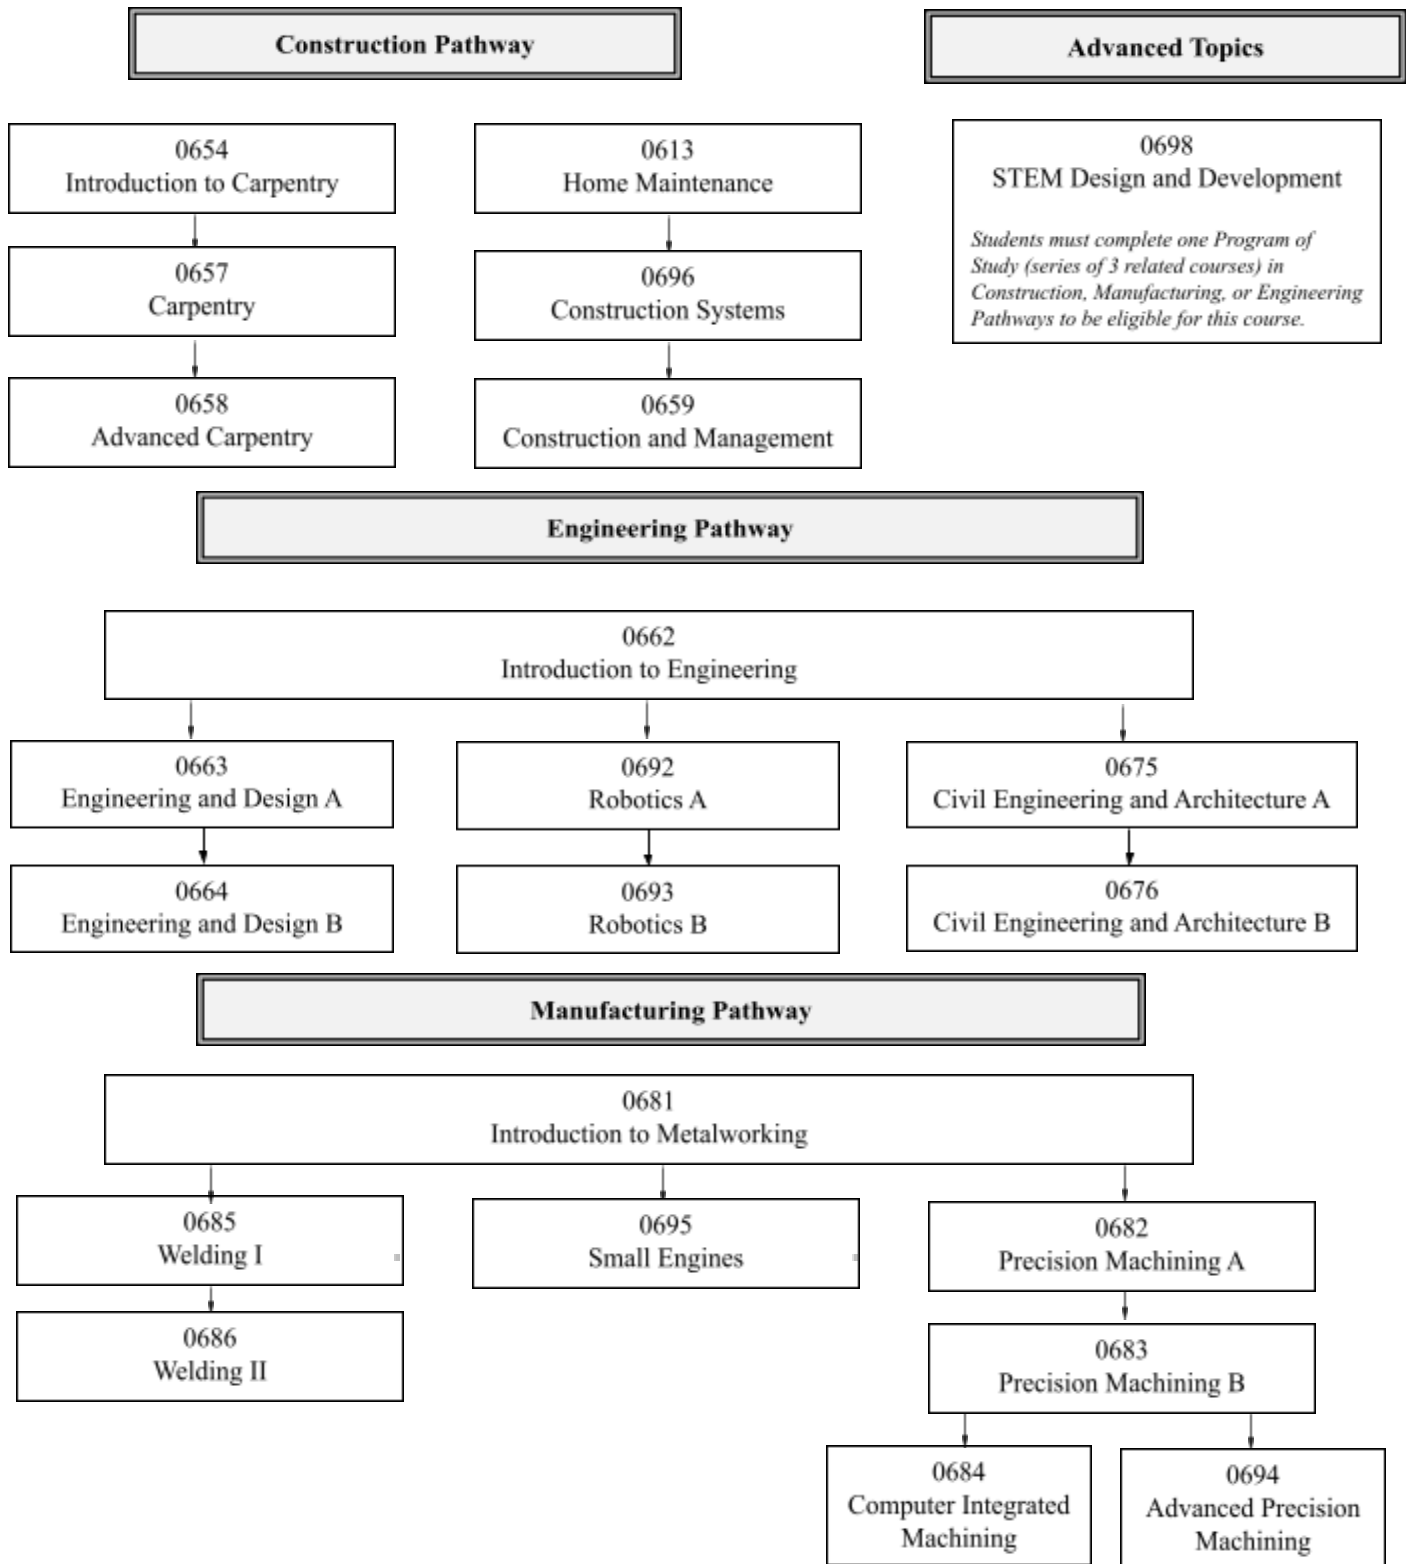 Construction Pathway
Advanced Topics
0654
Introduction to Carpentry
0657
Carpentry
0658
Advanced Carpentry
0613
Home Maintenance
0696
Construction Systems
0659
Construction and Management
0698
STEM Design and Development
Students must complete one Program of
Study (series of 3 related courses) in
Construction, Manufacturing, or Engineering
Pathways to be eligible for this course.
Engineering Pathway
0662
Introduction to Engineering
0663
Engineering and Design A
0664
Engineering and Design B
0692
Robotics A
0693
Robotics B
0675
Civil Engineering and Architecture A
0676
Civil Engineering and Architecture B
Manufacturing Pathway
0681
Introduction to Metalworking
0685
Welding I
0686
Welding II
0695
Small Engines
0682
Precision Machining A
0683
Precision Machining B
0684
Computer Integrated
Machining
0694
Advanced Precision
Machining